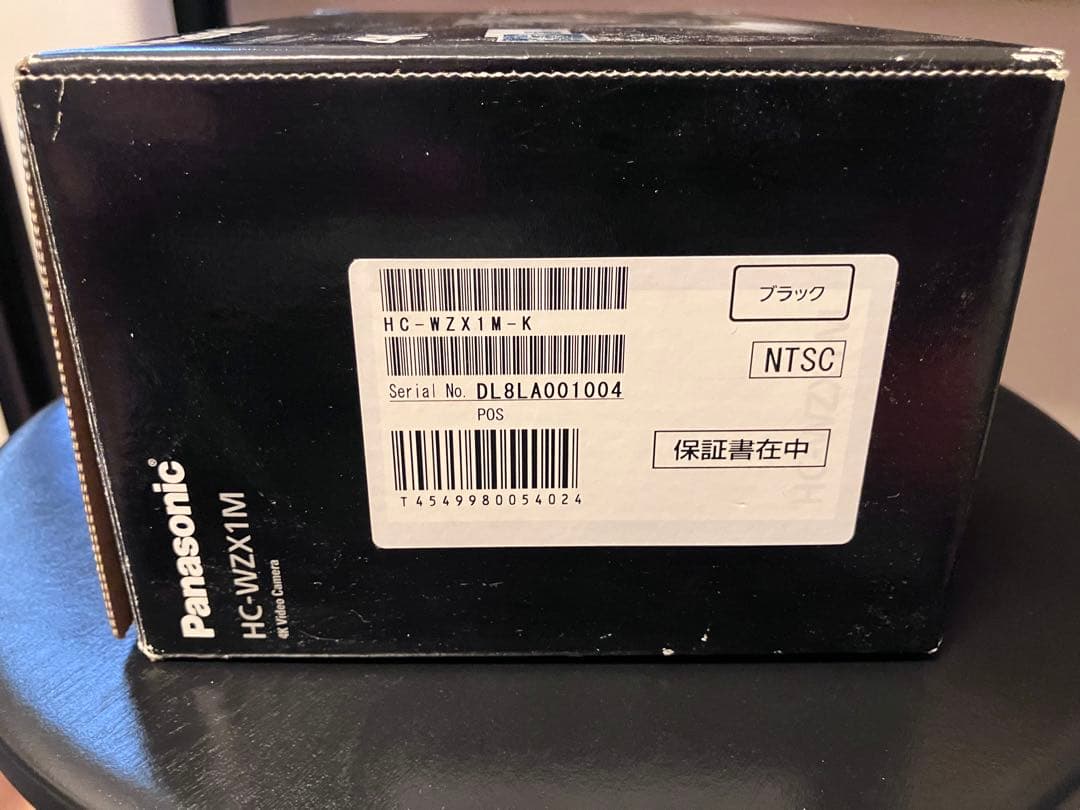 HC-WZX1M-K
Serial No. DL8LA001004
POS
T4549980054024
ブラック
NTSC
保証書在中
Panasonic®
HC-WZX1M
4K Video Camera